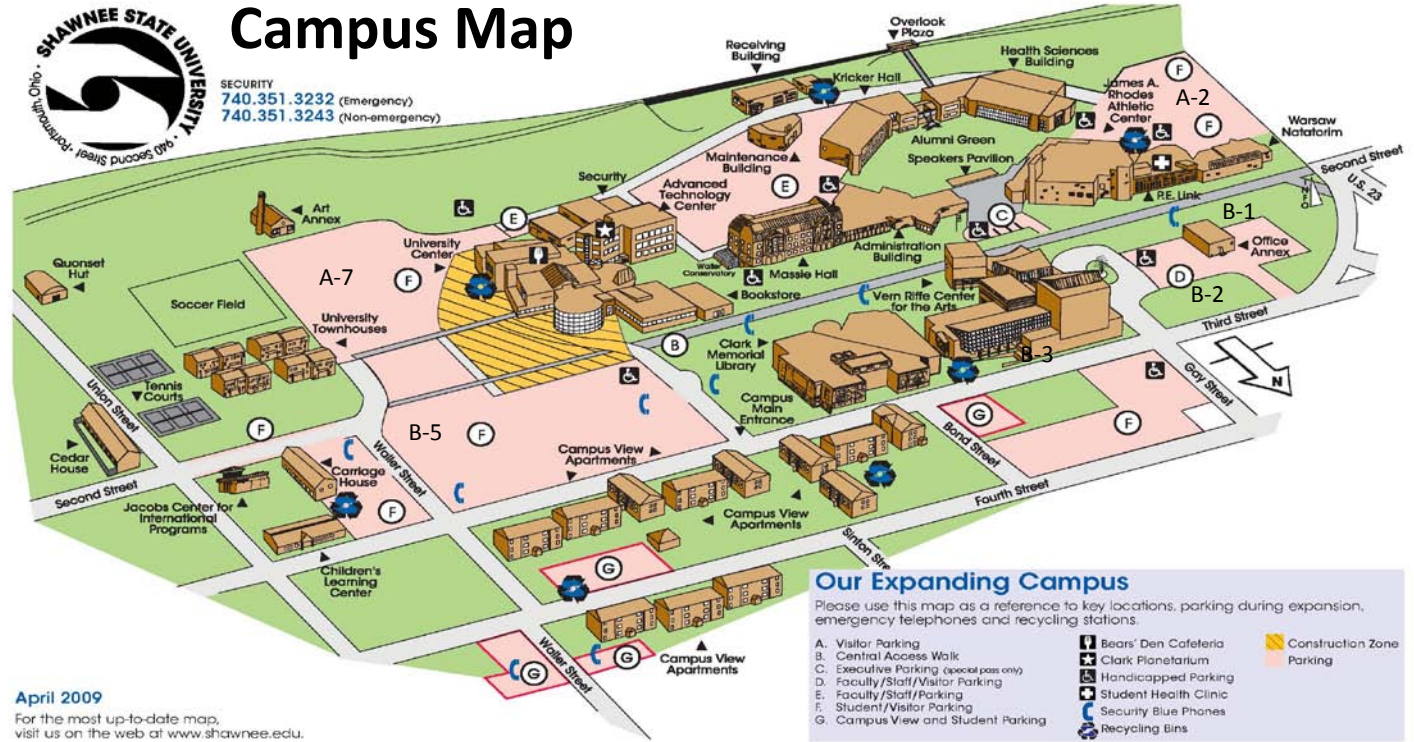 Campus Map
SHAWNEE STATE UNIVERSITY
· 940 Second Street · Portsmouth, Ohio ·
SECURITY
740.351.3232 (Emergency)
740.351.3243 (Non-emergency)
Overlook
Plaza
Receiving
Building
Health Sciences
Building
Kricker Hall
James A.
Rhodes
Athletic
Center
F
A-2
F
Warsaw
Natatorim
Alumni Green
Speakers Pavilion
Maintenance
Building
Second Street
U.S. 23
INFO
Security
Advanced
Technology
Center
E
P.E. Link
Art
Annex
E
C
B-1
University
Center
Administration
Building
Office
Annex
Quonset
Hut
A-7
F
Waller
Conservatory
Massie Hall
D
B-2
Soccer Field
Bookstore
Vern Riffe Center
for the Arts
University
Townhouses
Third Street
B
Clark
Memorial
Library
B-3
N
Union Street
Tennis
Courts
Campus
Main
Entrance
Gay Street
G
F
B-5
F
F
Bond Street
Cedar
House
Waller Street
Campus View
Apartments
Carriage
House
Second Street
Fourth Street
Jacobs Center for
International
Programs
F
Campus View
Apartments
Sinton Stre
Children's
Learning
Center
G
Waller Street
G
G
Campus View
Apartments
Our Expanding Campus
Please use this map as a reference to key locations, parking during expansion,
emergency telephones and recycling stations.
A. Visitor Parking
B. Central Access Walk
C. Executive Parking (special pass only)
D. Faculty/Staff/Visitor Parking
E. Faculty/Staff/Parking
F. Student/Visitor Parking
G. Campus View and Student Parking
Bears' Den Cafeteria
Clark Planetarium
Handicapped Parking
Student Health Clinic
Security Blue Phones
Recycling Bins
Construction Zone
Parking
April 2009
For the most up-to-date map,
visit us on the web at www.shawnee.edu.